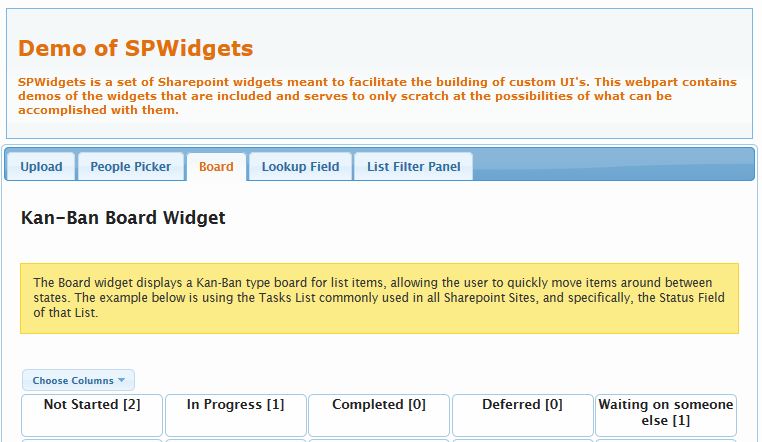 Demo of SPWidgets
SPWidgets is a set of Sharepoint widgets meant to facilitate the building of custom UI's. This webpart contains
demos of the widgets that are included and serves to only scratch at the possibilities of what can be
accomplished with them.
Upload People Picker Board Lookup Field List Filter Panel
Kan-Ban Board Widget
The Board widget displays a Kan-Ban type board for list items, allowing the user to quickly move items around between
states. The example below is using the Tasks List commonly used in all Sharepoint Sites, and specifically, the Status Field
of that List.
Choose Columns
Not Started [2] In Progress [1] Completed [0] Deferred [0] Waiting on someone
else [1]